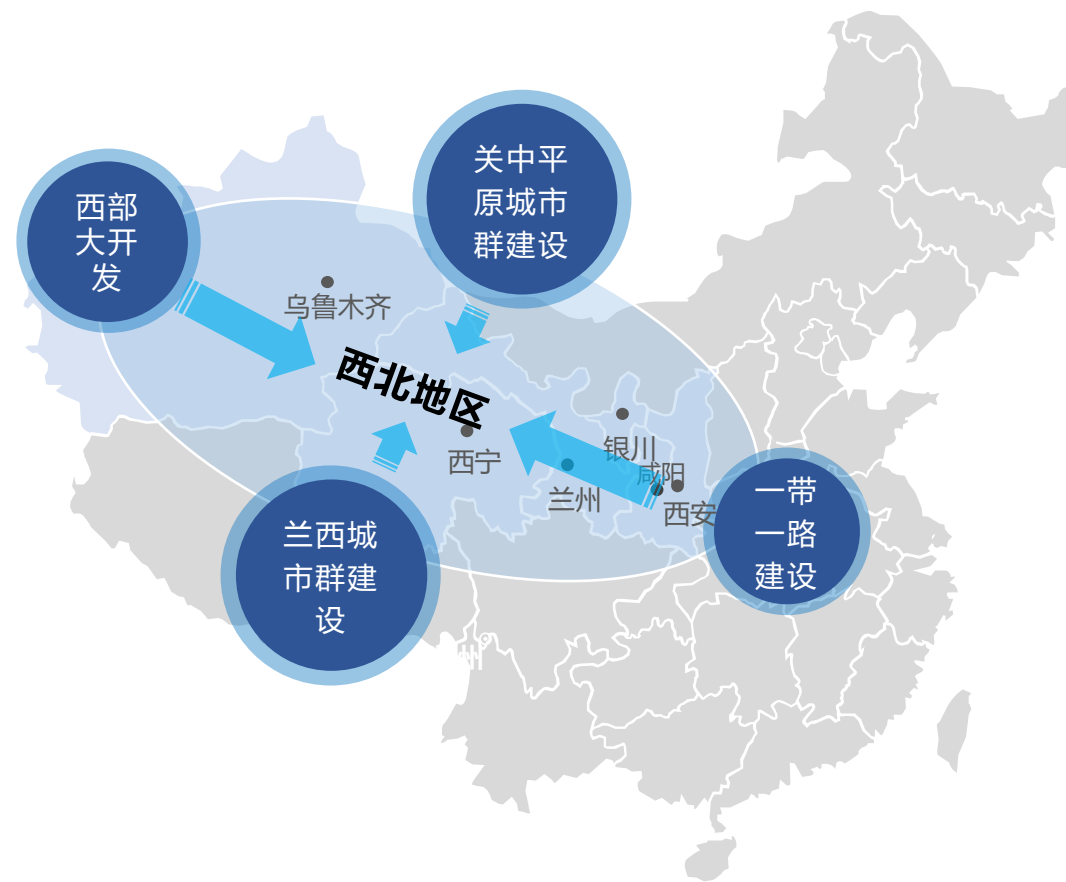 关中平
原城市
群建设
西部
大开
发
乌鲁木齐
西北地区
银川
西宁
咸阳
兰州
西安
一带
一路
建设
兰西城
市群建
设
州